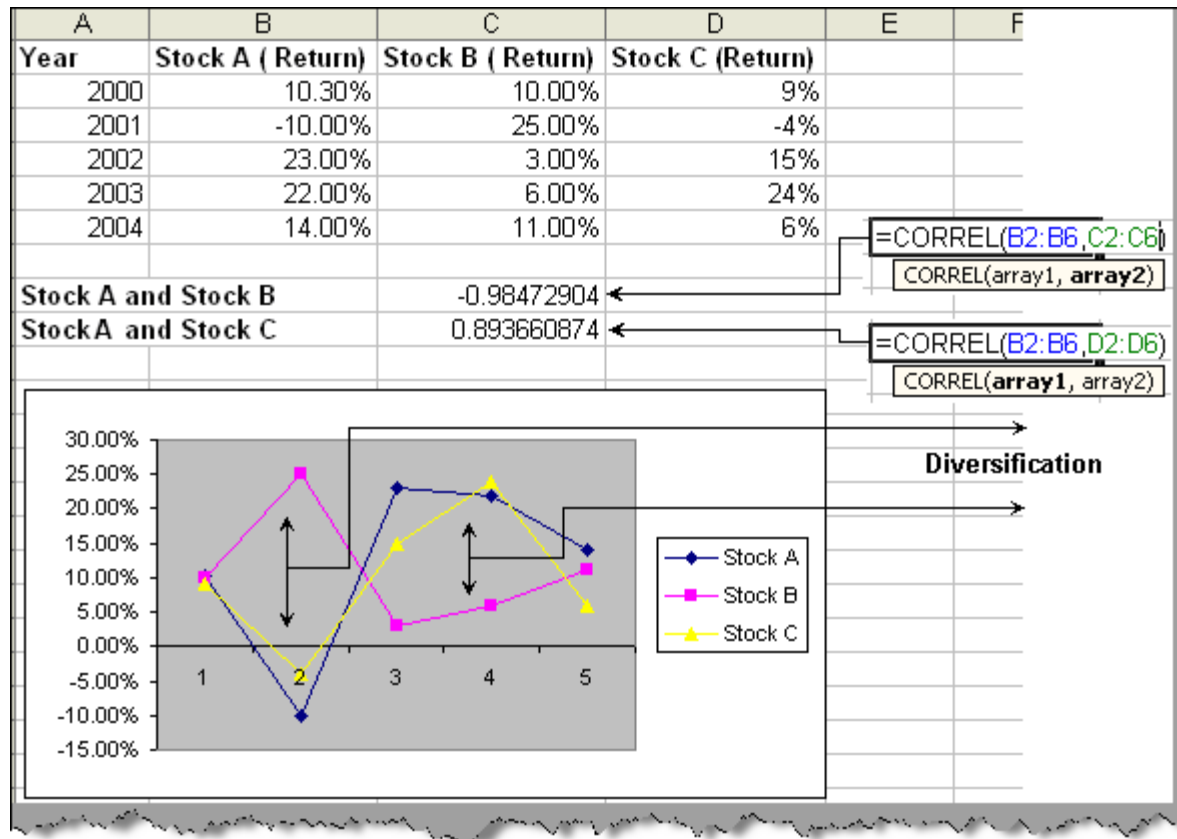 A B C D E F
Year Stock A ( Return) Stock B ( Return) Stock C (Return)
2000 10.30% 10.00% 9%
2001 -10.00% 25.00% -4%
2002 23.00% 3.00% 15%
2003 22.00% 6.00% 24%
2004 14.00% 11.00% 6%
=CORREL(B2:B6,C2:C6)
CORREL(array1, array2)
Stock A and Stock B -0.98472904
Stock A and Stock C 0.893660874
=CORREL(B2:B6,D2:D6)
CORREL(array1, array2)
30.00%
25.00%
20.00%
15.00%
10.00%
5.00%
0.00%
-5.00%
-10.00%
-15.00%
1 2 3 4 5
Stock A
Stock B
Stock C
Diversification